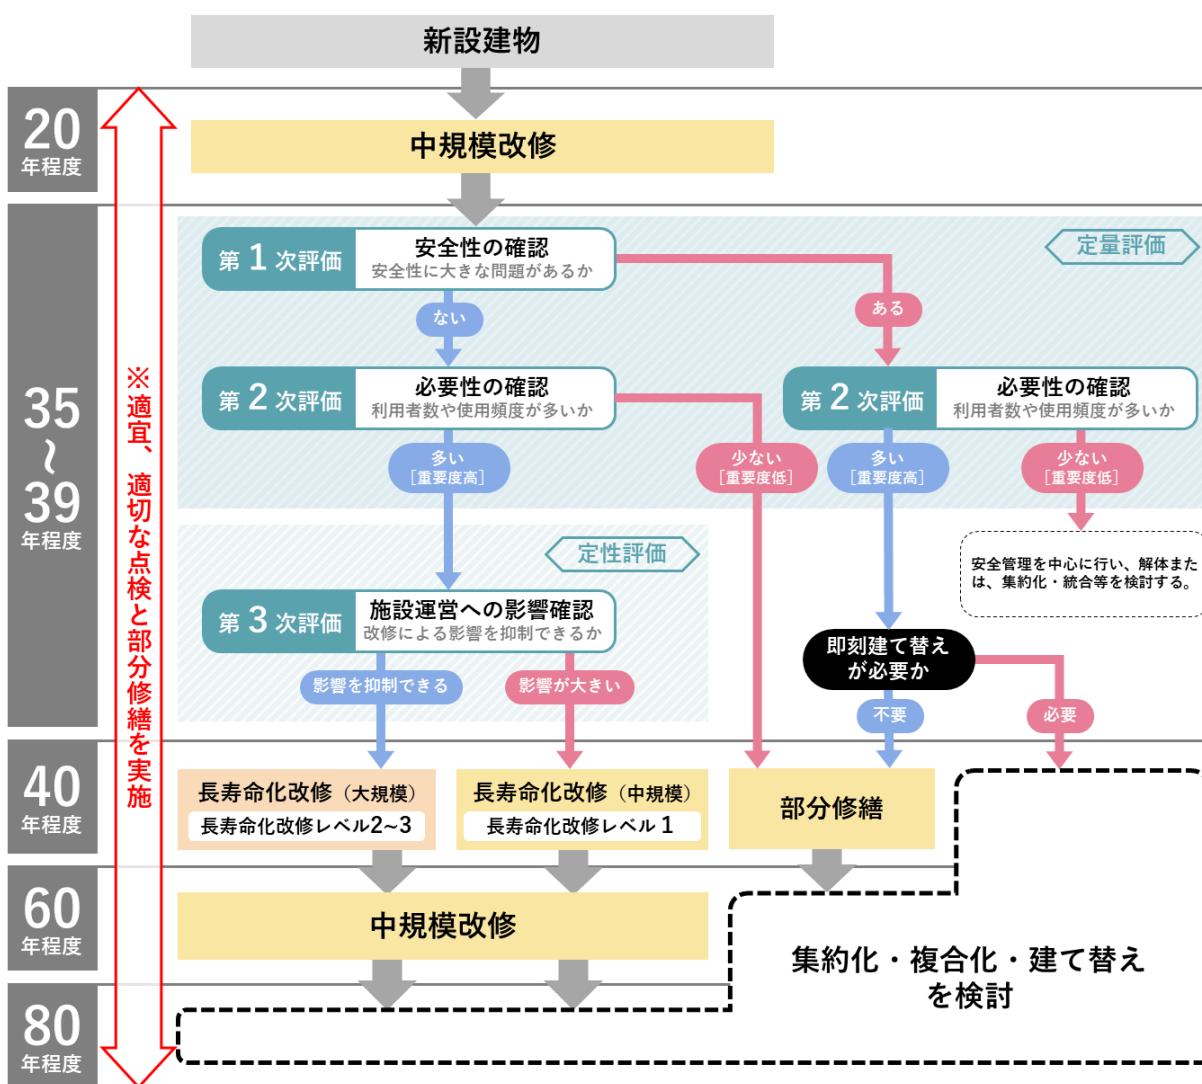 新設建物
20
年程度
中規模改修
35
~
39
年程度
定量評価
第1次評価
安全性の確認
安全性に大きな問題があるか
ない
ある
第2次評価
必要性の確認
利用者数や使用頻度が多いか
第2次評価
必要性の確認
利用者数や使用頻度が多いか
多い
[重要度高]
少ない
[重要度低]
多い
[重要度高]
少ない
[重要度低]
定性評価
安全管理を中心に行い、解体また
は、集約化・統合等を検討する。
第3次評価
施設運営への影響確認
改修による影響を抑制できるか
即刻建て替え
が必要か
影響を抑制できる
影響が大きい
不要
必要
※適宜、適切な点検と部分修繕を実施
40
年程度
長寿命化改修（大規模）
長寿命化改修レベル2~3
長寿命化改修（中規模）
長寿命化改修レベル1
部分修繕
60
年程度
中規模改修
集約化・複合化・建て替え
を検討
80
年程度